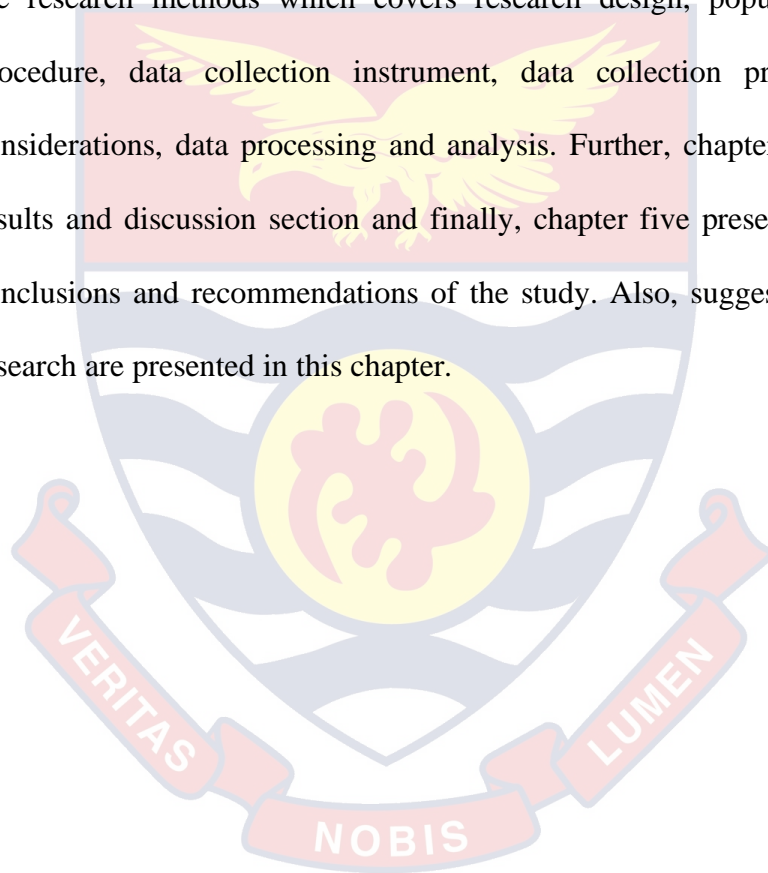 research methods which covers research design, popu
ocedure, data collection instrument, data collection pr
nsiderations, data processing and analysis. Further, chapter
sults and discussion section and finally, chapter five prese
nclusions and recommendations of the study. Also, sugges
search are presented in this chapter.
VERITAS
NOBIS
LUMEN